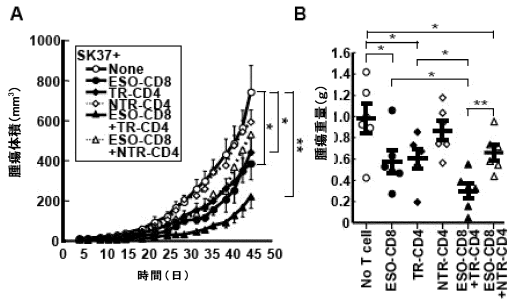 A
SK37+
None
ESO-CD8
TR-CD4
NTR-CD4
ESO-CD8
+TR-CD4
ESO-CD8
+NTR-CD4
1000
800
600
400
200
0
腫瘍体積(mm³)
0 5 10 15 20 25 30 35 40 45 50
時間(日)
*
*
**
B
*
*
*
*
*
**
1.6
1.4
1.2
1.0
0.8
0.6
0.4
0.2
0
腫瘍重量(g)
No T cell
ESO-CD8
TR-CD4
NTR-CD4
ESO-CD8
+TR-CD4
ESO-CD8
+NTR-CD4